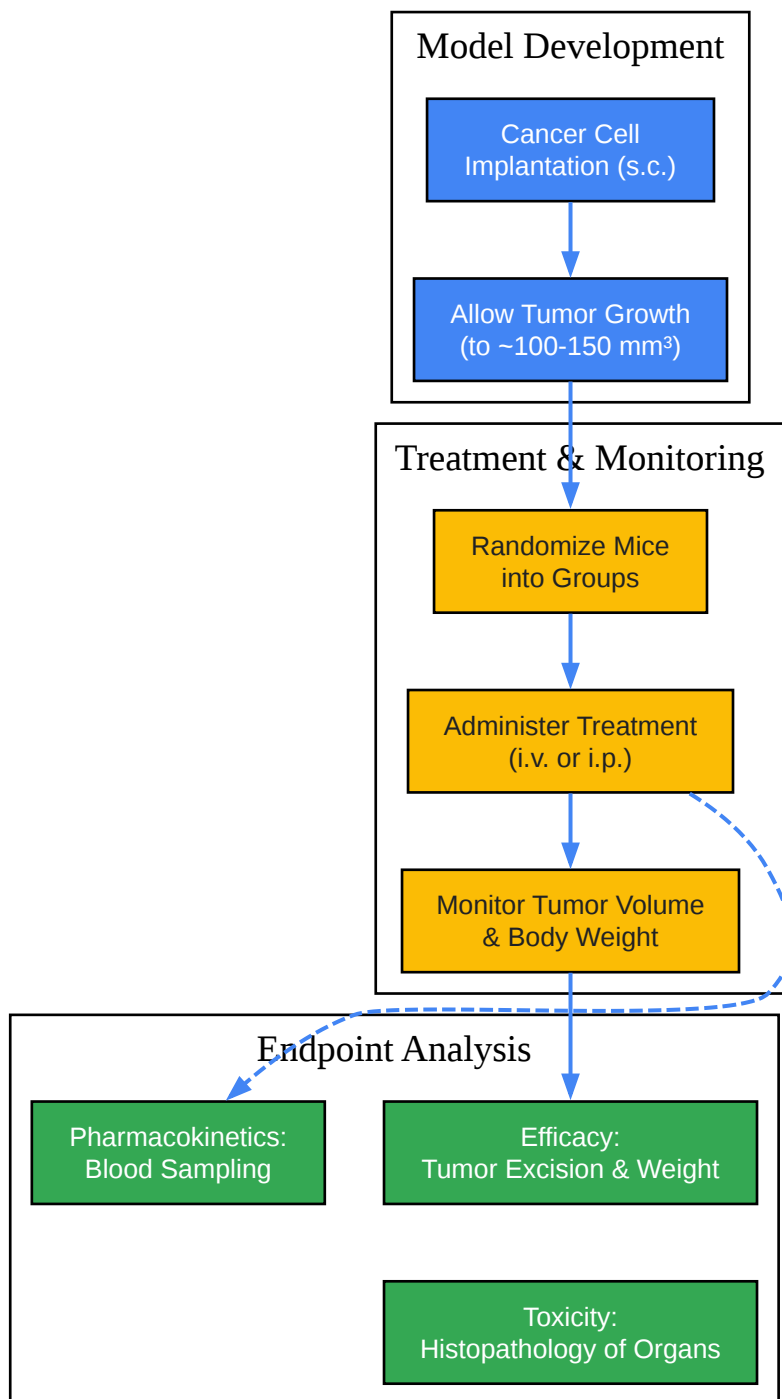 Model Development
Cancer Cell
Implantation (s.c.)
Allow Tumor Growth
(to ~100-150 mm³)
Treatment & Monitoring
Randomize Mice
into Groups
Administer Treatment
(i.v. or i.p.)
Monitor Tumor Volume
& Body Weight
Endpoint Analysis
Pharmacokinetics:
Blood Sampling
Efficacy:
Tumor Excision & Weight
Toxicity:
Histopathology of Organs